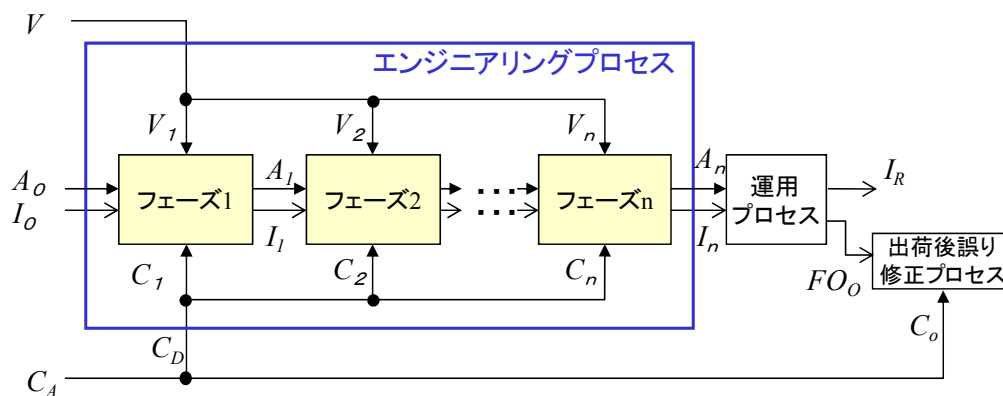 V
エンジニアリングプロセス
V1 V2 Vn
AO A1 An IR
フェーズ1 フェーズ2 … フェーズn
運用
プロセス
IO I1 In
出荷後誤り
修正プロセス
C1 C2 Cn FOO
CD Co
CA